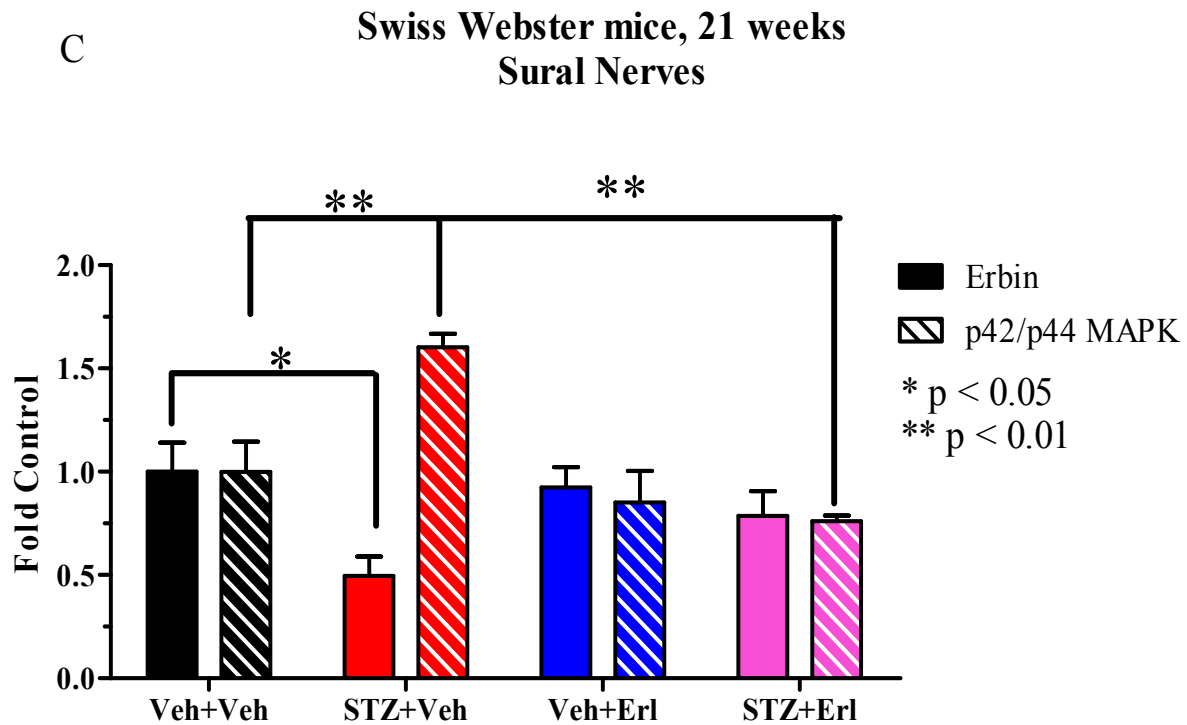 C
Swiss Webster mice, 21 weeks
Sural Nerves
** **
2.0
Erbin
p42/p44 MAPK
*
1.5
* p < 0.05
** p < 0.01
1.0
Fold Control
0.5
0.0
Veh+Veh STZ+Veh Veh+Erl STZ+Erl